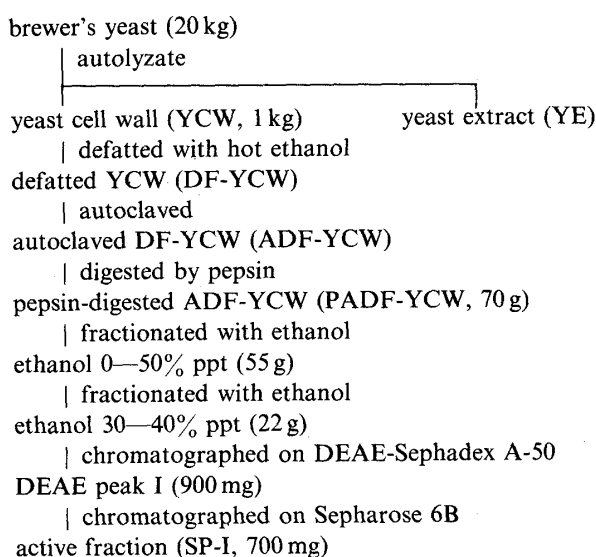 brewer's yeast (20 kg)
| autolyzate
yeast cell wall (YCW, 1 kg) yeast extract (YE)
| defatted with hot ethanol
defatted YCW (DF-YCW)
| autoclaved
autoclaved DF-YCW (ADF-YCW)
| digested by pepsin
pepsin-digested ADF-YCW (PADF-YCW, 70 g)
| fractionated with ethanol
ethanol 0—50% ppt (55 g)
| fractionated with ethanol
ethanol 30—40% ppt (22 g)
| chromatographed on DEAE-Sephadex A-50
DEAE peak I (900 mg)
| chromatographed on Sepharose 6B
active fraction (SP-I, 700 mg)